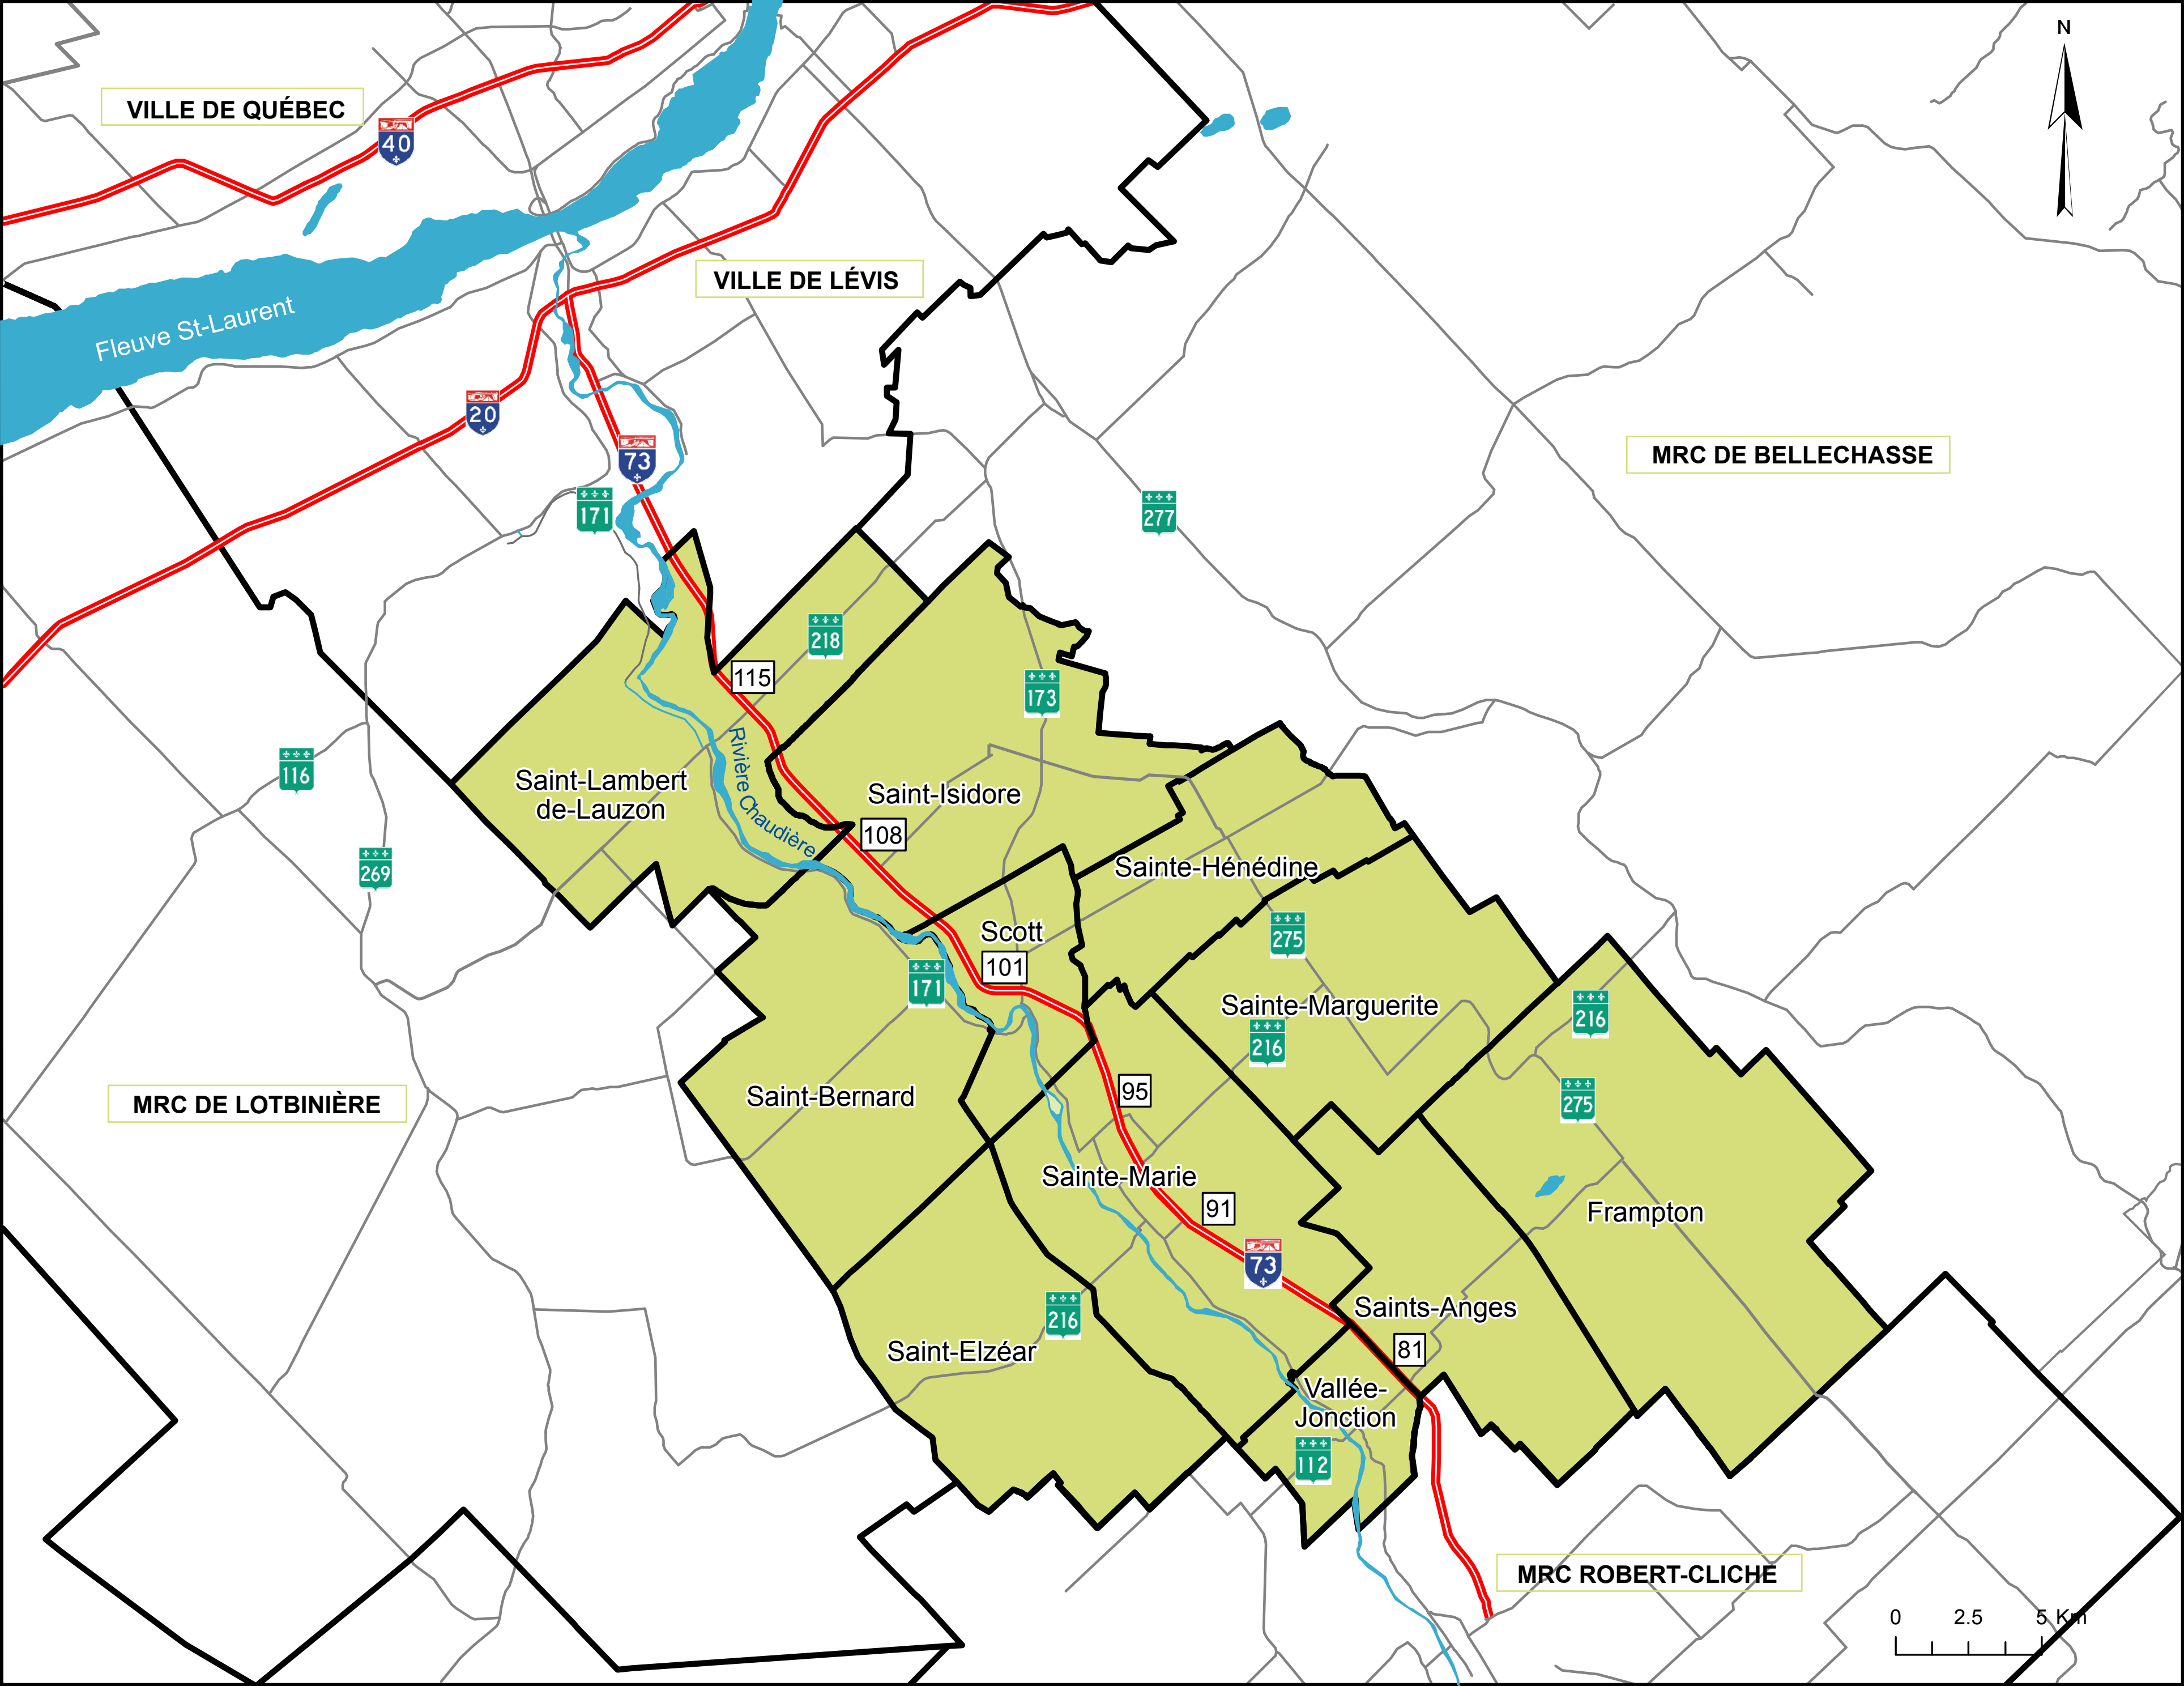 N
VILLE DE QUÉBEC
40
VILLE DE LÉVIS
Fleuve St-Laurent
20
73
171
277
MRC DE BELLECHASSE
218
115
173
116
Saint-Lambert
de-Lauzon
Rivière Chaudière
Saint-Isidore
108
269
Sainte-Hénédine
Scott
101
275
171
Sainte-Marguerite
216
216
MRC DE LOTBINIÈRE
Saint-Bernard
95
275
Sainte-Marie
91
Frampton
73
216
Saints-Anges
Saint-Elzéar
81
Vallée-
Jonction
112
MRC ROBERT-CLICHE
0 2.5 5 Km